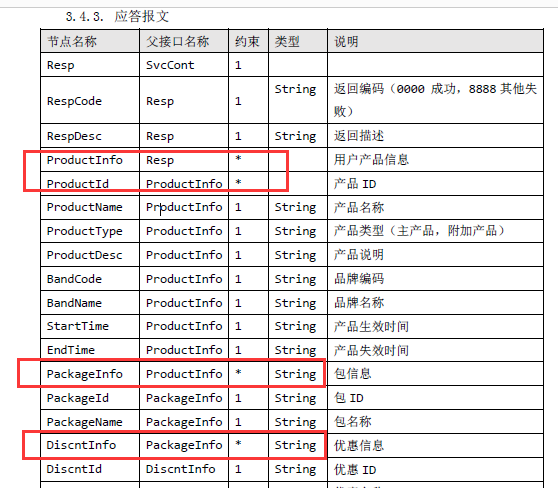 3.4.3. 应答报文
节点名称 父接口名称 约束 类型 说明
Resp SvcCont 1
RespCode Resp 1 String 返回编码（0000 成功，8888 其他失
败）
RespDesc Resp 1 String 返回描述
ProductInfo Resp * 用户产品信息
ProductId ProductInfo * 产品 ID
ProductName ProductInfo 1 String 产品名称
ProductType ProductInfo 1 String 产品类型（主产品，附加产品）
ProductDesc ProductInfo 1 String 产品说明
BandCode ProductInfo 1 String 品牌编码
BandName ProductInfo 1 String 品牌名称
StartTime ProductInfo 1 String 产品生效时间
EndTime ProductInfo 1 String 产品失效时间
PackageInfo ProductInfo * String 包信息
PackageId PackageInfo 1 String 包 ID
PackageName PackageInfo 1 String 包名称
DiscntInfo PackageInfo * String 优惠信息
DiscntId DiscntInfo 1 String 优惠 ID